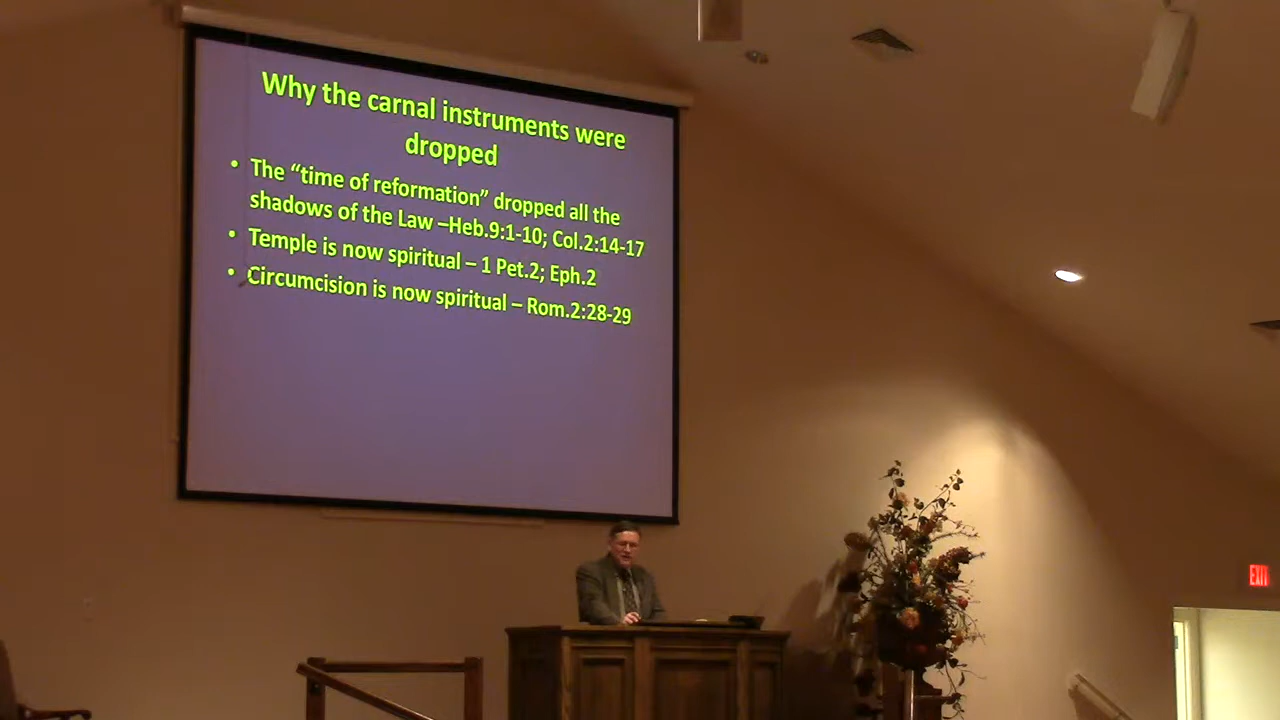 Why the carnal instruments were
dropped
• The “time of reformation” dropped all the
shadows of the Law –Heb.9:1-10; Col.2:14-17
• Temple is now spiritual – 1 Pet.2; Eph.2
• Circumcision is now spiritual – Rom.2:28-29
EXIT